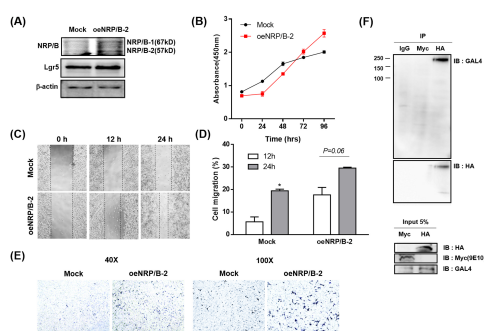 (A)
Mock oeNRP/B-2
NRP/B
NRP/B-1(67kD)
NRP/B-2(57kD)
Lgr5
β-actin
(B)
Absorbance(450nm)
3
2
1
0
0 24 48 72 96
Time (hrs)
Mock
oeNRP/B-2
(C)
0 h 12 h 24 h
Mock
oeNRP/B-2
(D)
Cell migration (%)
40
30
20
10
0
12h
24h
*
P=0.06
Mock oeNRP/B-2
(E)
40X 100X
Mock oeNRP/B-2 Mock oeNRP/B-2
(F)
IP
IgG Myc HA
250
150
100
IB : GAL4
IB : HA
Input 5%
Myc HA
IB : HA
IB : Myc(9E10
IB : GAL4